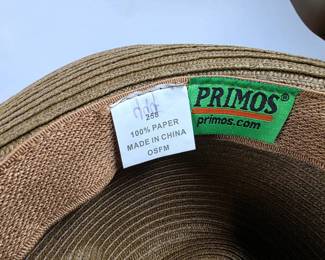 258
100% PAPER
MADE IN CHINA
OSFM
PRIMOS®
primos.com